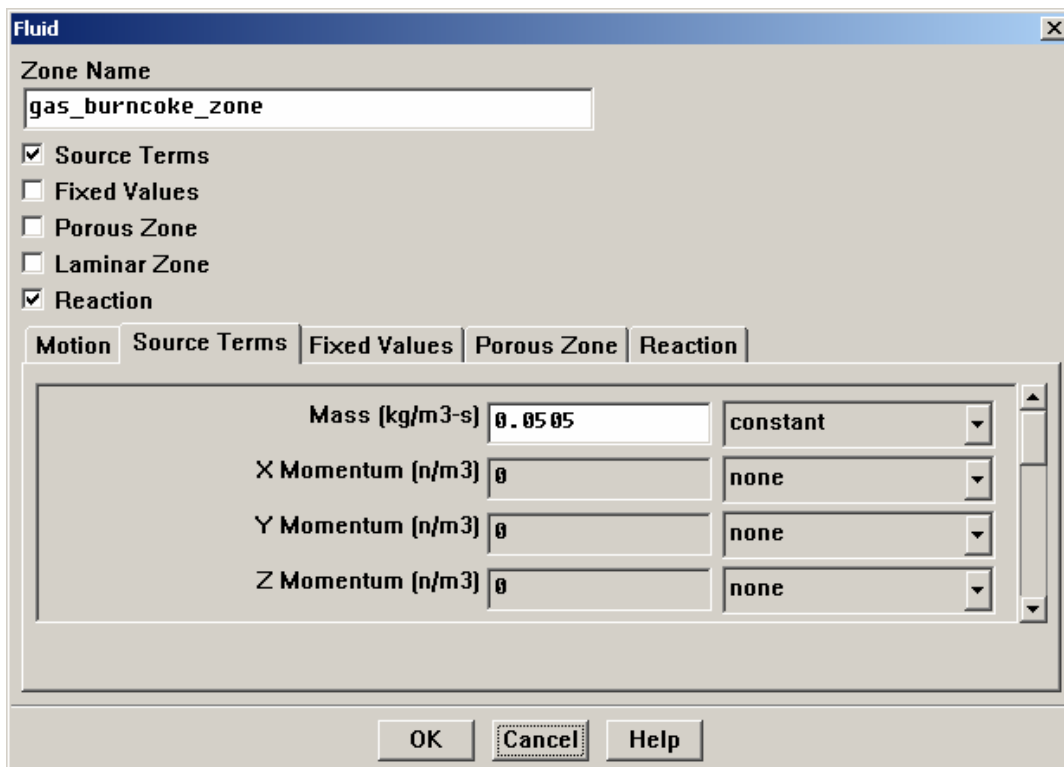 Fluid
Zone Name
gas_burncoke_zone
Source Terms
Fixed Values
Porous Zone
Laminar Zone
Reaction
Motion Source Terms Fixed Values Porous Zone Reaction
Mass (kg/m3-s) 0.0505 constant
X Momentum (n/m3) 0 none
Y Momentum (n/m3) 0 none
Z Momentum (n/m3) 0 none
OK Cancel Help